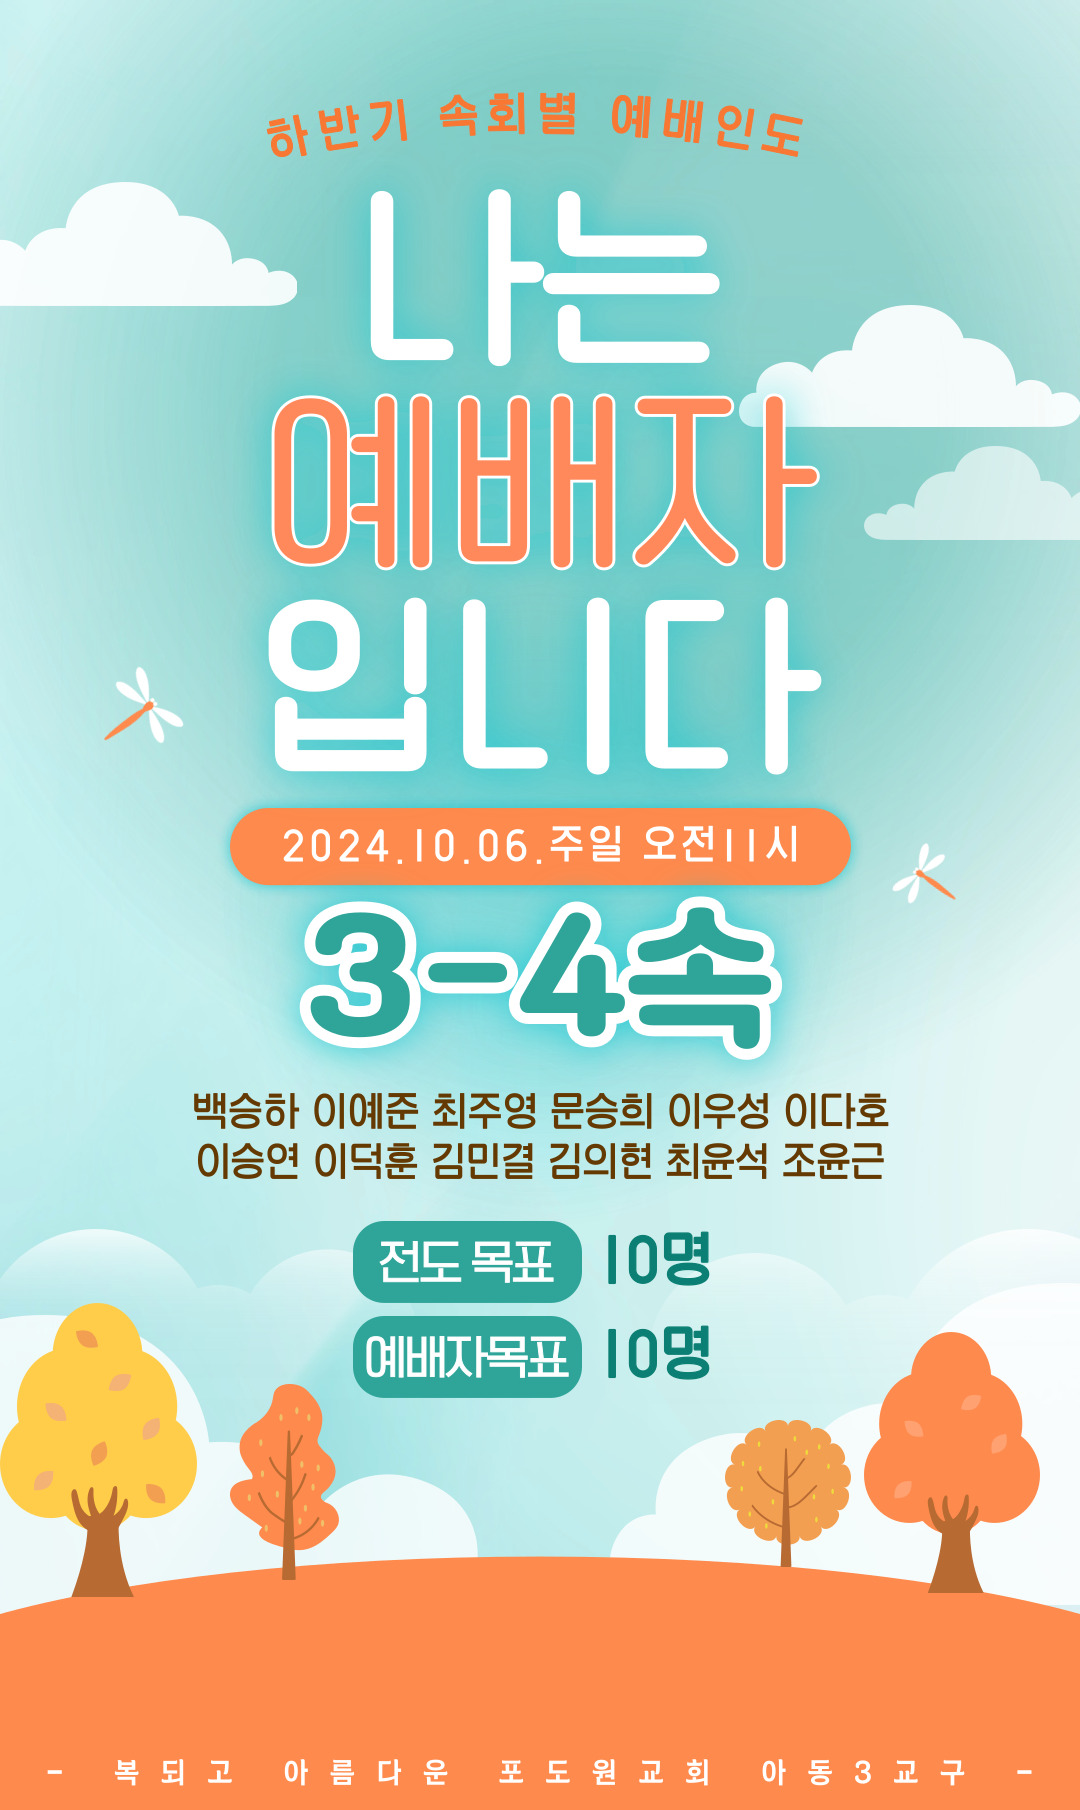 하반기 속회별 예배인도
나는
예배자
입니다
2024.10.06.주일 오전11시
3-4속
백승하 이예준 최주영 문승희 이우성 이다호
이승연 이덕훈 김민결 김의현 최윤석 조윤근
전도 목표 10명
예배자목표 10명
- 복되고 아름다운 포도원교회 아동3교구 -